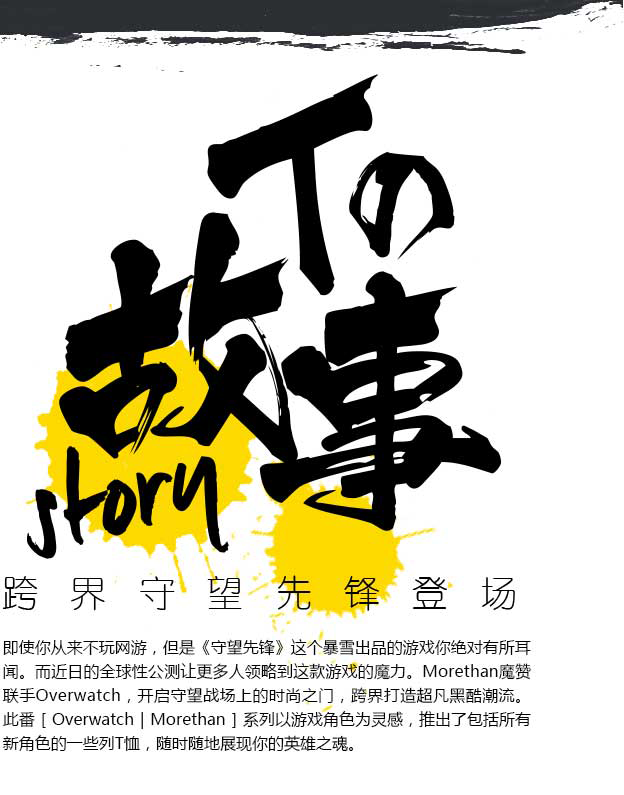 Tの
故事
story
跨界守望先锋登场
即使你从来不玩网游，但是《守望先锋》这个暴雪出品的游戏你绝对有所耳
闻。而近日的全球性公测让更多人领略到这款游戏的魔力。Morethan魔赞
联手Overwatch，开启守望战场上的时尚之门，跨界打造超凡黑酷潮流。
此番 [ Overwatch | Morethan ] 系列以游戏角色为灵感，推出了包括所有
新角色的一些列T恤，随时随地展现你的英雄之魂。